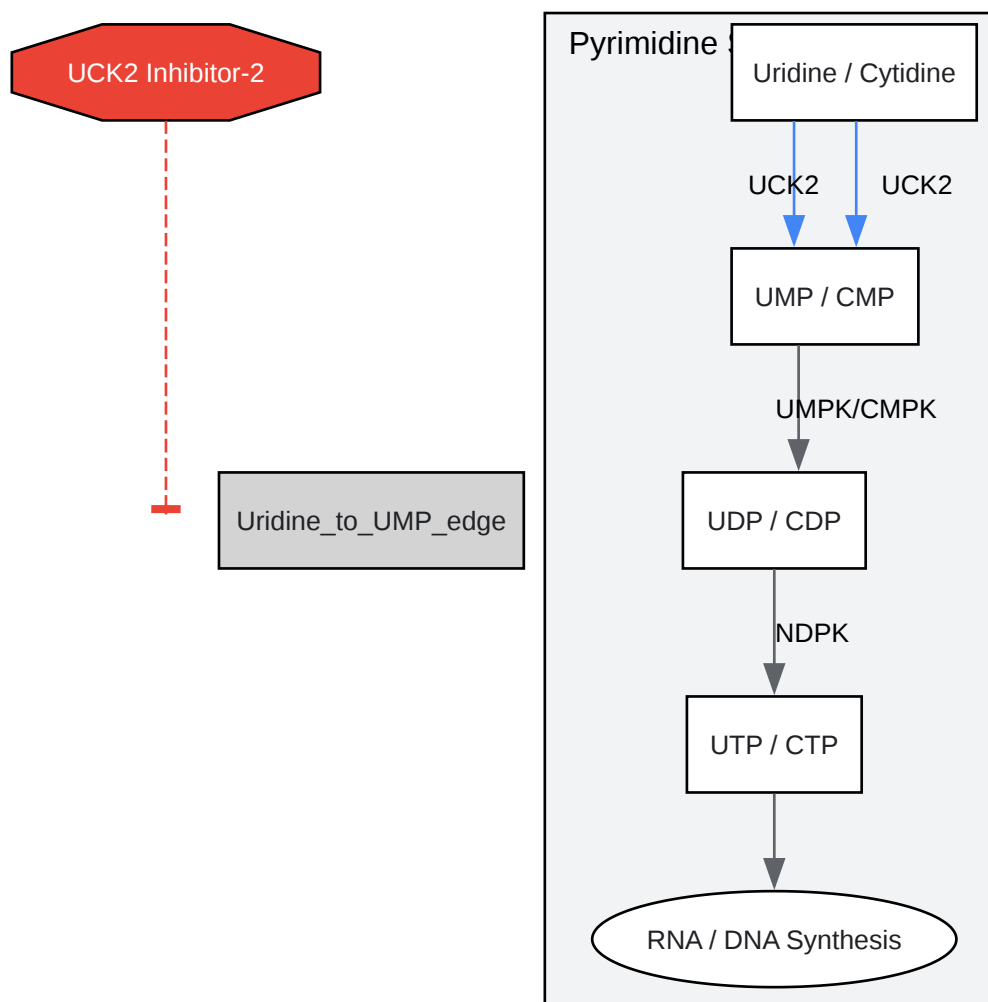 UCK2 Inhibitor-2
Pyrimidine
Uridine / Cytidine
UCK2
UCK2
UMP / CMP
UMPK/CMPK
Uridine_to_UMP_edge
UDP / CDP
NDPK
UTP / CTP
RNA / DNA Synthesis